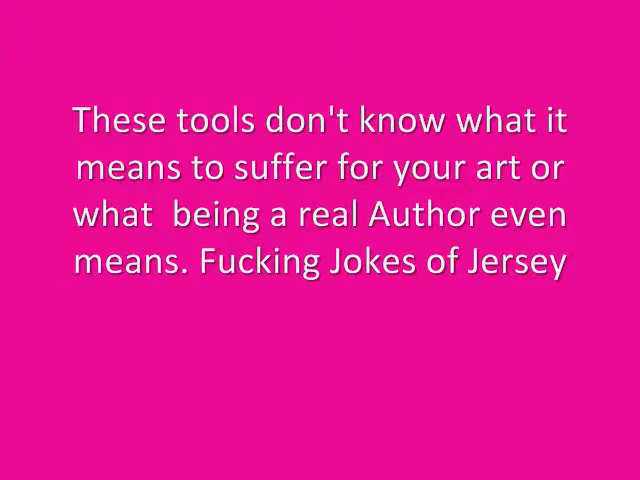 These tools don't know what it
means to suffer for your art or
what  being a real Author even
means. Fucking Jokes of Jersey